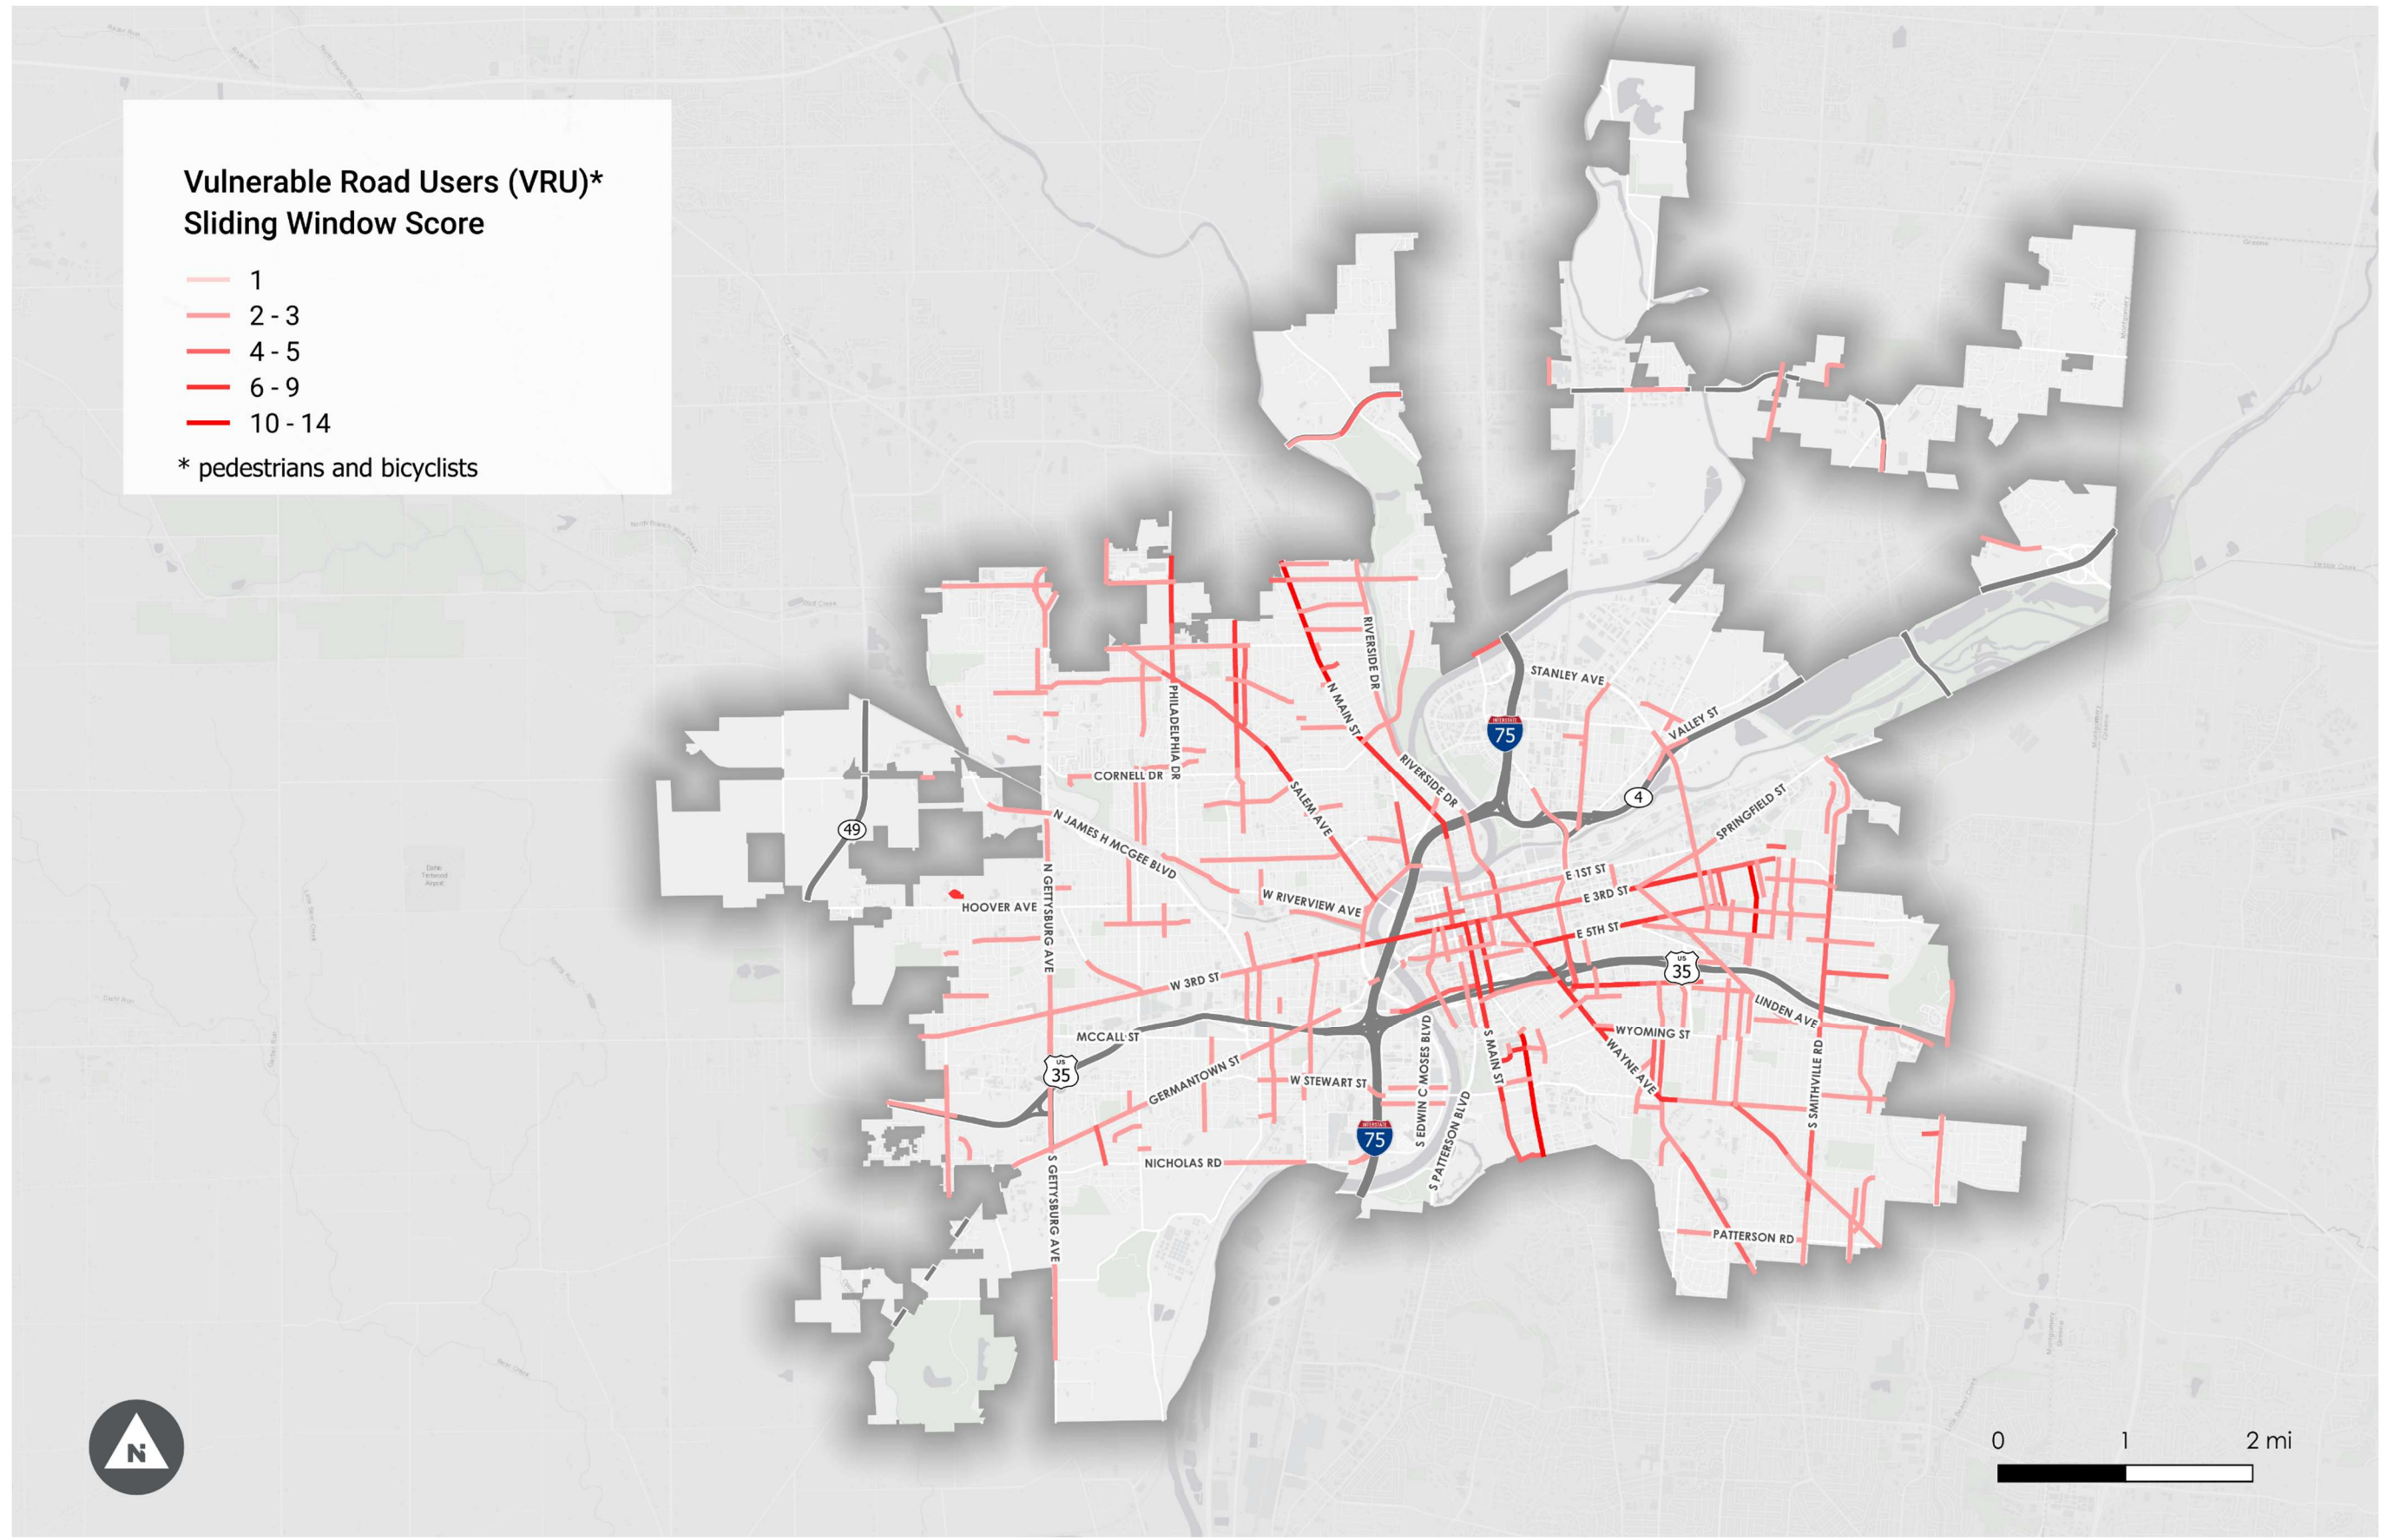 Vulnerable Road Users (VRU)*
Sliding Window Score
1
2 - 3
4 - 5
6 - 9
10 - 14
* pedestrians and bicyclists
RIVERSIDE DR
STANLEY AVE
N MAIN ST
PHILADELPHIA DR
INTERSTATE
75
VALLEY ST
CORNELL DR
RIVERSIDE DR
SALEM AVE
4
SPRINGFIELD ST
49
N JAMES H MCGEE BLVD
N GETTYSBURG AVE
E 1ST ST
W RIVERVIEW AVE
E 3RD ST
HOOVER AVE
E 5TH ST
US
35
W 3RD ST
LINDEN AVE
MCCALL ST
WYOMING ST
S MAIN ST
WAYNE AVE
US
35
GERMANTOWN ST
W STEWART ST
S EDWIN C MOSES BLVD
S PATTERSON BLVD
S SMITHVILLE RD
INTERSTATE
75
NICHOLAS RD
S GETTYSBURG AVE
PATTERSON RD
N
0 1 2 mi